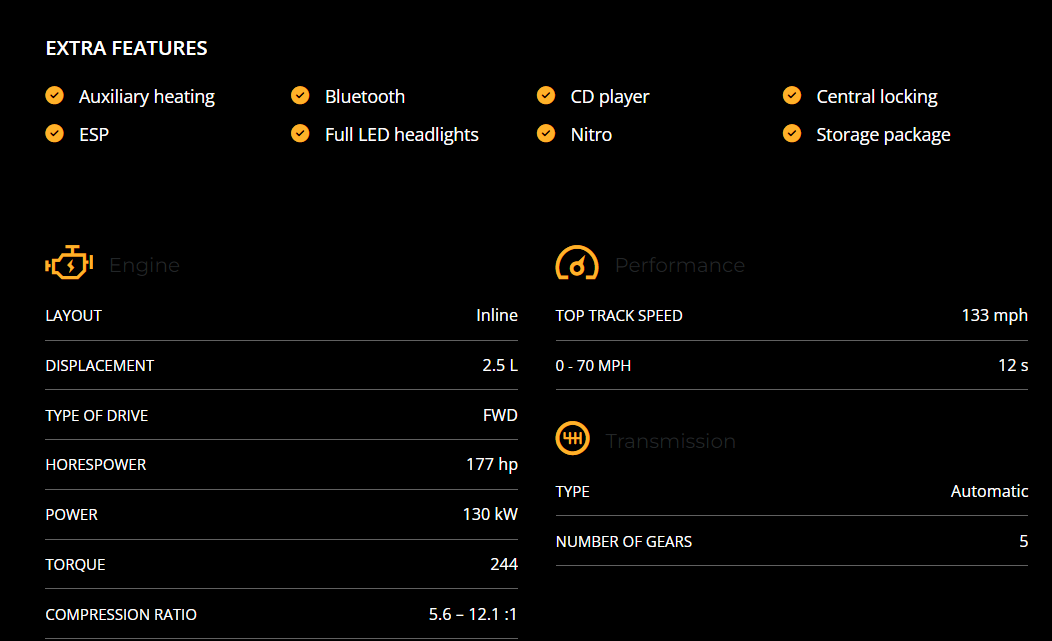 EXTRA FEATURES
Auxiliary heating
Bluetooth
CD player
Central locking
ESP
Full LED headlights
Nitro
Storage package
Engine
LAYOUT Inline
DISPLACEMENT 2.5 L
TYPE OF DRIVE FWD
HORESPOWER 177 hp
POWER 130 kW
TORQUE 244
COMPRESSION RATIO 5.6 – 12.1 :1
Performance
TOP TRACK SPEED 133 mph
0 - 70 MPH 12 s
Transmission
TYPE Automatic
NUMBER OF GEARS 5